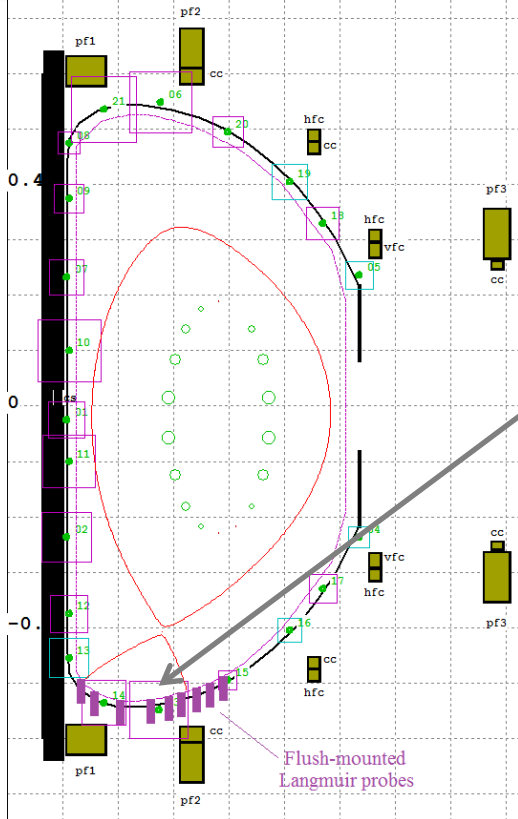 pf2
pf1
cc
06
21
hfc
20
cc
08
19
0.4
pf3
09
18
hfc
vfc
05
cc
07
10
0
cs
01
11
02
cc
04
vfc
17
hfc
12
pf3
-0.
16
13
cc
15
hfc
14
cc
Flush-mounted
pf1
Langmuir probes
pf2